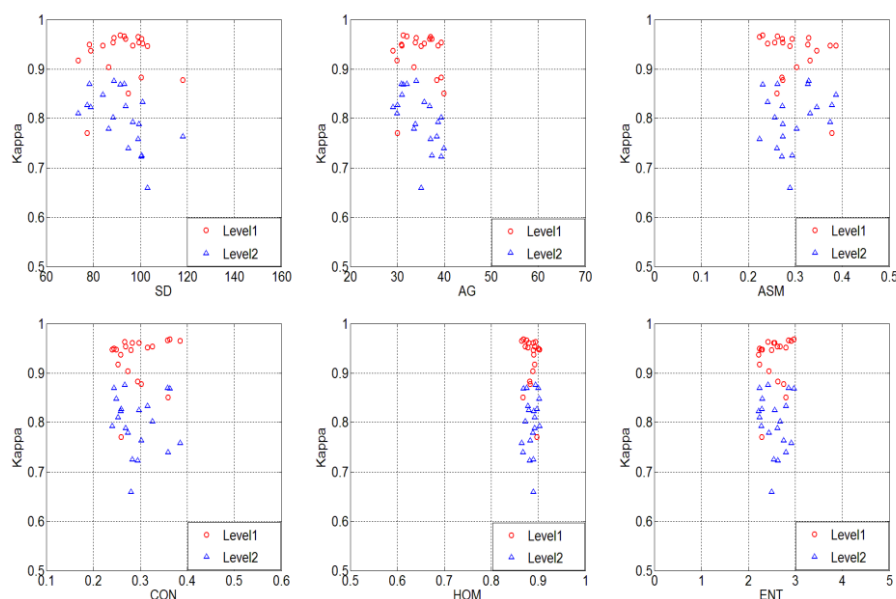 1
0.9
0.8
0.7
0.6
0.5
Kappa
60 80 100 120 140 160
SD
Level1
Level2
1
0.9
0.8
0.7
0.6
0.5
Kappa
20 30 40 50 60 70
AG
Level1
Level2
1
0.9
0.8
0.7
0.6
0.5
Kappa
0 0.1 0.2 0.3 0.4 0.5
ASM
Level1
Level2
1
0.9
0.8
0.7
0.6
0.5
Kappa
0.1 0.2 0.3 0.4 0.5 0.6
CON
Level1
Level2
1
0.9
0.8
0.7
0.6
0.5
Kappa
0.5 0.6 0.7 0.8 0.9 1
HOM
Level1
Level2
1
0.9
0.8
0.7
0.6
0.5
Kappa
0 1 2 3 4 5
ENT
Level1
Level2